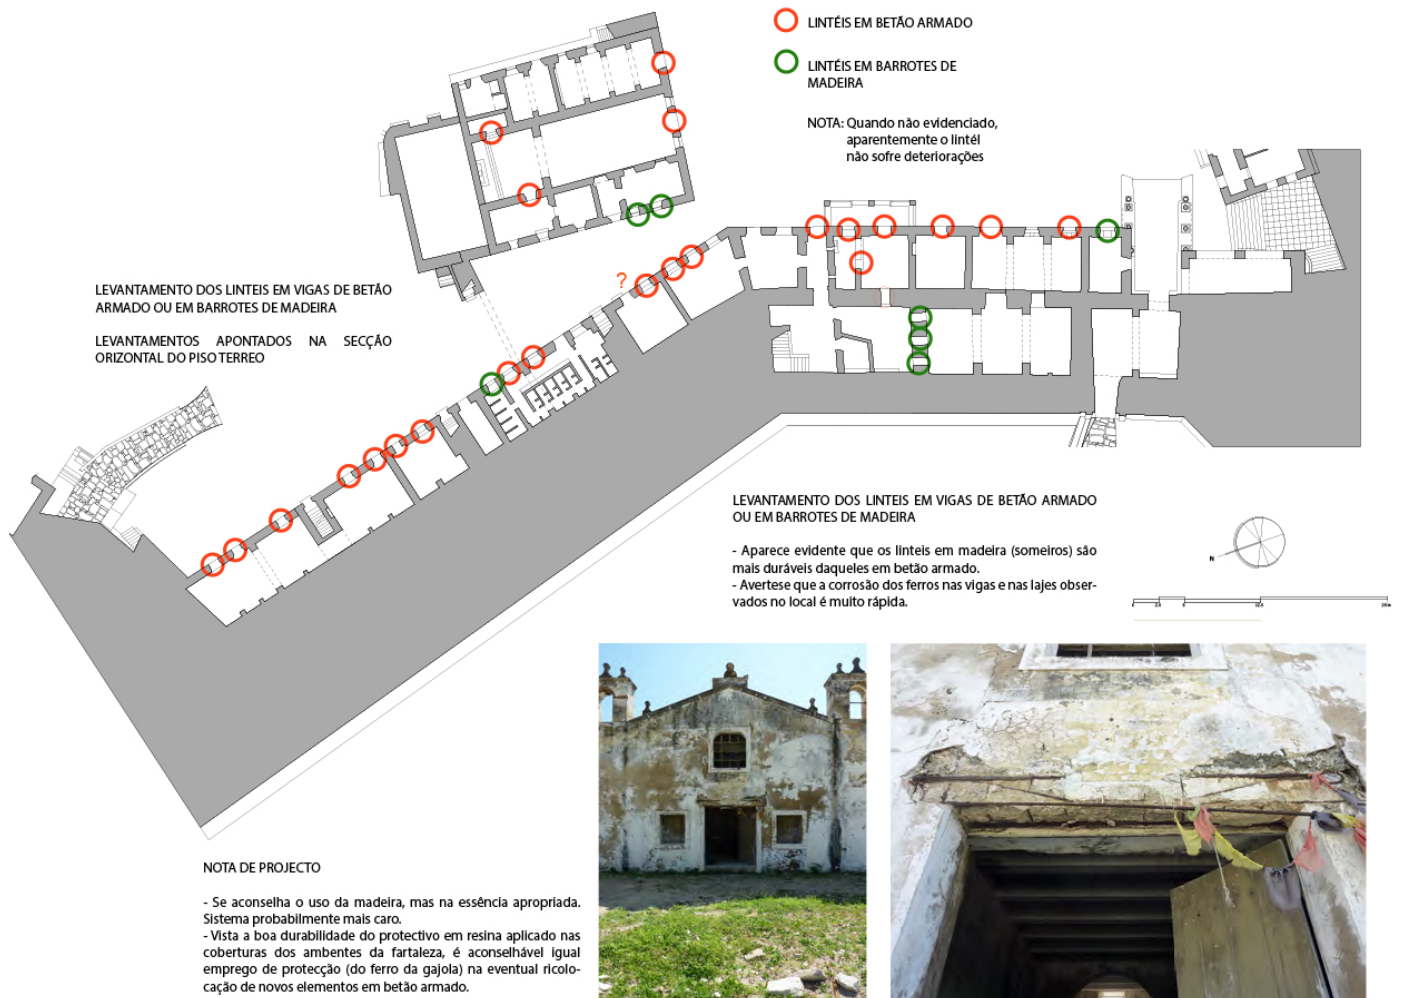 LINTÉIS EM BETÃO ARMADO
LINTÉIS EM BARROTES DE
MADEIRA
NOTA: Quando não evidenciado,
aparentemente o lintél
não sofre deteriorações
?
LEVANTAMENTO DOS LINTEIS EM VIGAS DE BETÃO
ARMADO OU EM BARROTES DE MADEIRA
LEVANTAMENTOS APONTADOS NA SECÇÃO
ORIZONTAL DO PISO TERREO
LEVANTAMENTO DOS LINTEIS EM VIGAS DE BETÃO ARMADO
OU EM BARROTES DE MADEIRA
- Aparece evidente que os linteis em madeira (someiros) são
mais duráveis daqueles em betão armado.
- Avertese que a corrosão dos ferros nas vigas e nas lajes obser-
vados no local é muito rápida.
N
NOTA DE PROJECTO
- Se aconselha o uso da madeira, mas na essência apropriada.
Sistema probabilmente mais caro.
- Vista a boa durabilidade do protectivo em resina aplicado nas
coberturas dos ambentes da fartaleza, é aconselhável igual
emprego de protecção (do ferro da gajola) na eventual ricolo-
cação de novos elementos em betão armado.